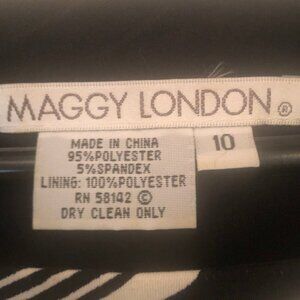 MAGGY LONDON®
10
MADE IN CHINA
95%POLYESTER
5%SPANDEX
LINING: 100%POLYESTER
RN 58142 ©
DRY CLEAN ONLY